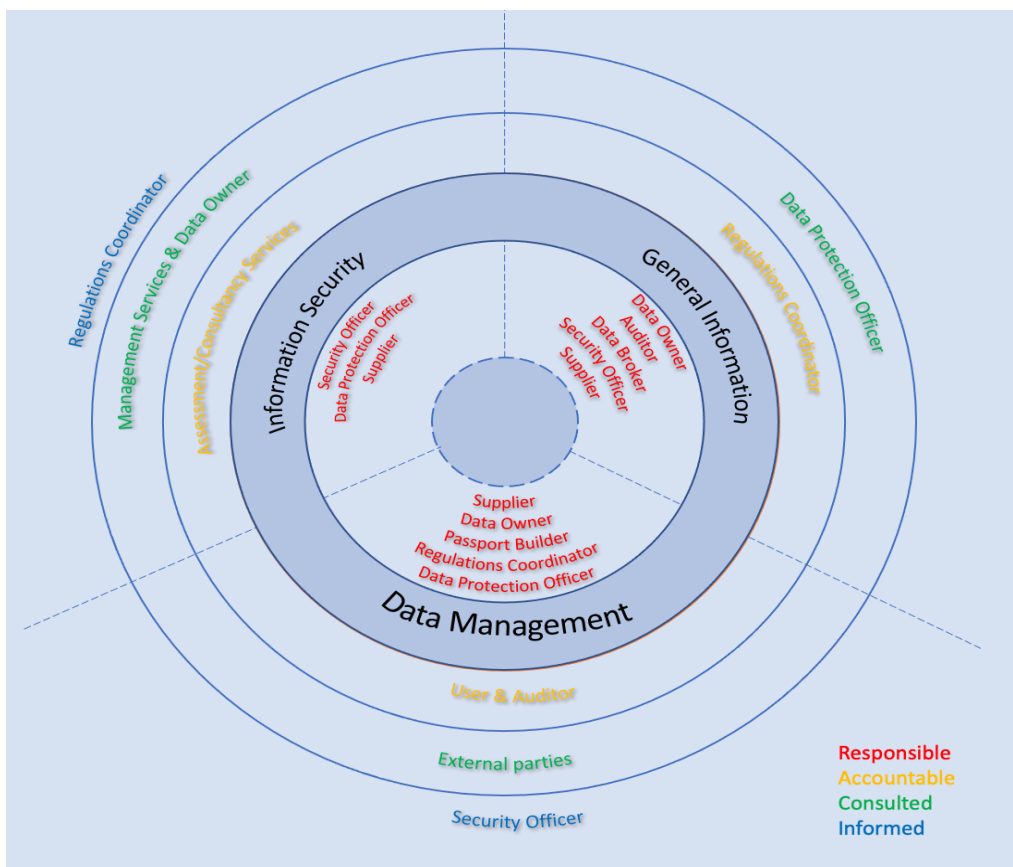 Regulations Coordinator
Management Services & Data Owner
Assessment/Consultancy Services
Information Security
Security Officer
Data Protection Officer
Supplier
General Information
Data Owner
Auditor
Data Broker
Security Officer
Supplier
Regulations Coordinator
Data Protection Officer
Supplier
Data Owner
Passport Builder
Regulations Coordinator
Data Protection Officer
Data Management
User & Auditor
External parties
Security Officer
Responsible
Accountable
Consulted
Informed